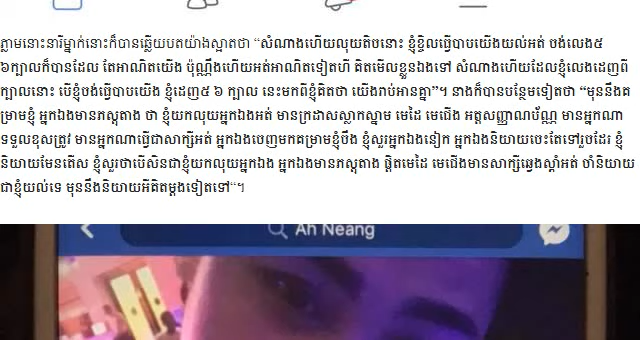 ភ្លាមនោះនារីម្នាក់នោះក៏បានឆ្លើយបតយ៉ាងស្អាតថា “សំណាងហើយលុយតិចនោះ ខ្ញុំខ្ចិលធ្វើបាបយើងយល់អត់ ចង់លេង៥
៦ក្បាលក៏បានដែល តែអាណិតយើង ប៉ុណ្ណឹងហើយអត់អាណិតទៀតហី គិតមើលខ្លួនឯងទៅ សំណាងហើយដែលខ្ញុំលេងដេញពី
ក្បាលនោះ បើខ្ញុំចង់ធ្វើបាបយើង ខ្ញុំដេញ៥ ៦ ក្បាល នេះមកពីខ្ញុំគិតថា យើងរាប់អានគ្នា”។ នាងក៏បានបន្ថែមទៀតថា “មុននឹងគ
ម្រាមខ្ញុំ អ្នកឯងមានភស្តុតាង ថា ខ្ញុំយកលុយអ្នកឯងអត់ មានក្រដាសស្លាកស្នាម មេដៃ មេជើង អត្តសញ្ញាណប័ណ្ណ មានអ្នកណា
ទទួលខុសត្រូវ មានអ្នកណាធ្វើជាសាក្សីអត់ អ្នកឯងចេញមកគម្រាមខ្ញុំចឹង ខ្ញុំសួរអ្នកឯងនៀក អ្នកឯងនិយាយចេះតែទៅរួចដែរ ខ្ញុំ
និយាយមែនតើស ខ្ញុំសួរថាបើសិនជាខ្ញុំយកលុយអ្នកឯង អ្នកឯងមានភស្តុតាង ផ្តិតមេដៃ មេជើងមានសាក្សីឆ្វេងស្តាំអត់ ចាំនិយាយ
ជាខ្ញុំយល់ទេ មុននឹងនិយាយអីគិតម្តងទៀតទៅ“។
Ah Neang